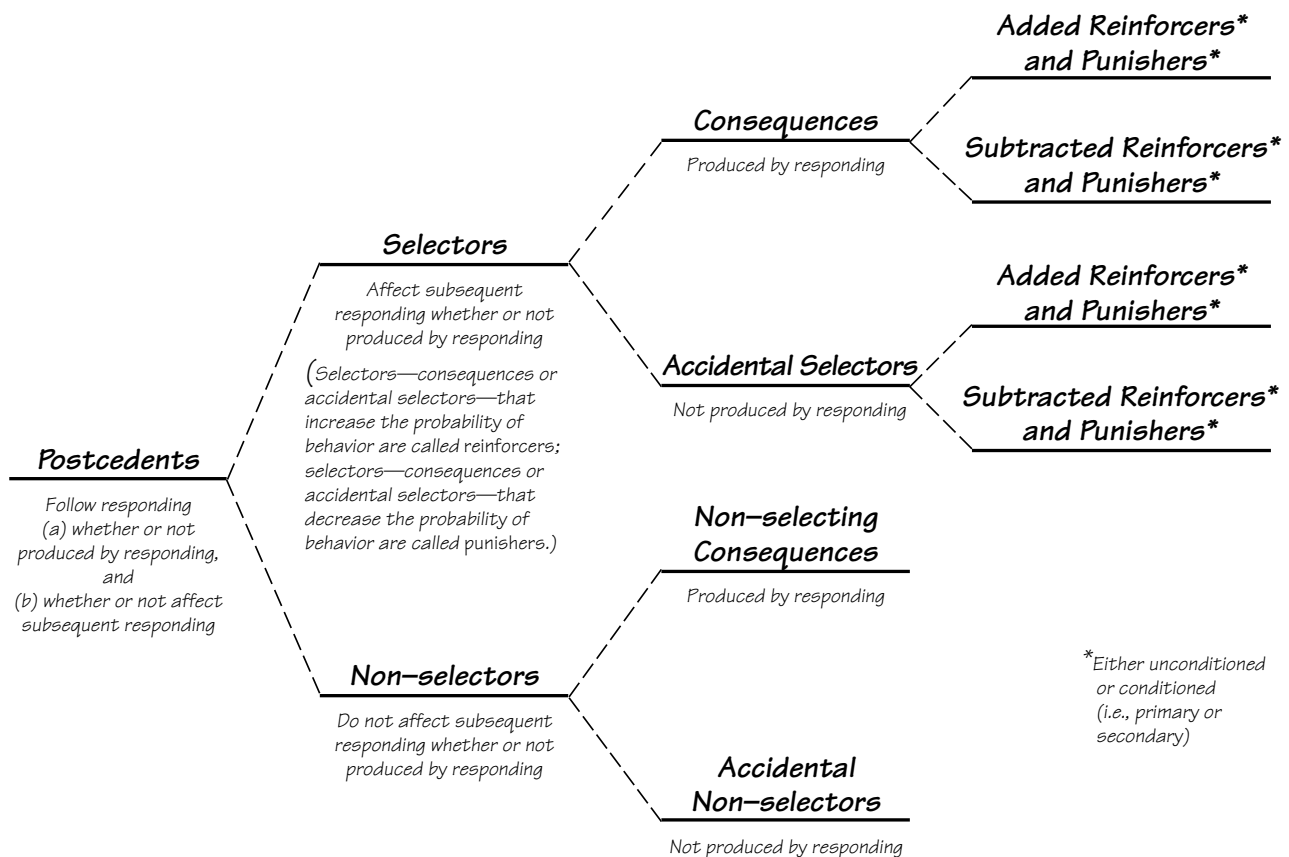 Postcedents
Follow responding
(a) whether or not
produced by responding,
and
(b) whether or not affect
subsequent responding
Selectors
Affect subsequent
responding whether or not
produced by responding
(Selectors—consequences or
accidental selectors—that
increase the probability of
behavior are called reinforcers;
selectors—consequences or
accidental selectors—that
decrease the probability of
behavior are called punishers.)
Non–selectors
Do not affect subsequent
responding whether or not
produced by responding
Consequences
Produced by responding
Accidental Selectors
Not produced by responding
Non–selecting
Consequences
Produced by responding
Accidental
Non–selectors
Not produced by responding
Added Reinforcers*
and Punishers*
Subtracted Reinforcers*
and Punishers*
Added Reinforcers*
and Punishers*
Subtracted Reinforcers*
and Punishers*
*Either unconditioned
or conditioned
(i.e., primary or
secondary)